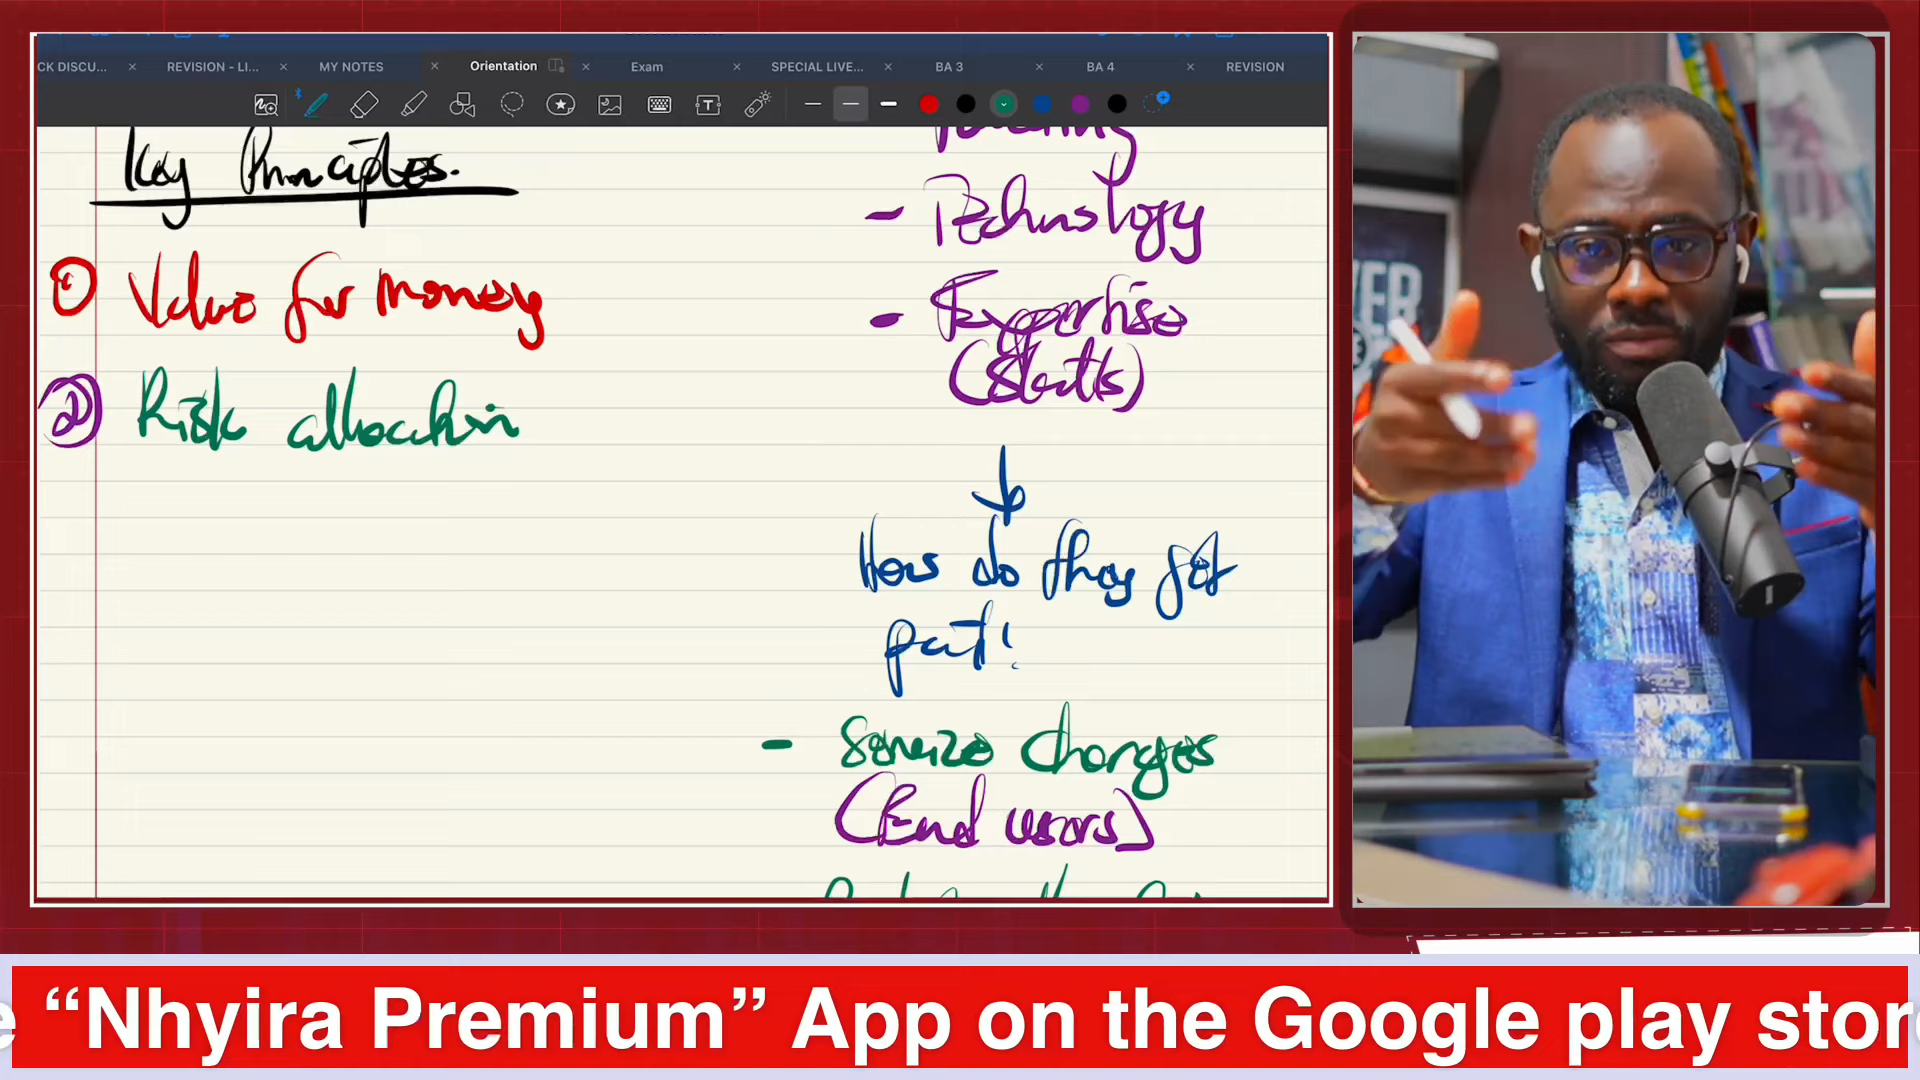 CK DISCU... REVISION - LI... MY NOTES Orientation Exam SPECIAL LIVE... BA 3 BA 4 REVISION
Key Principles.
① Value for money
② Risk allocation
- Technology
- Expertise
(Skills)
How do they get
paid?
- Service charges
(End users)
“Nhyira Premium” App on the Google play stor